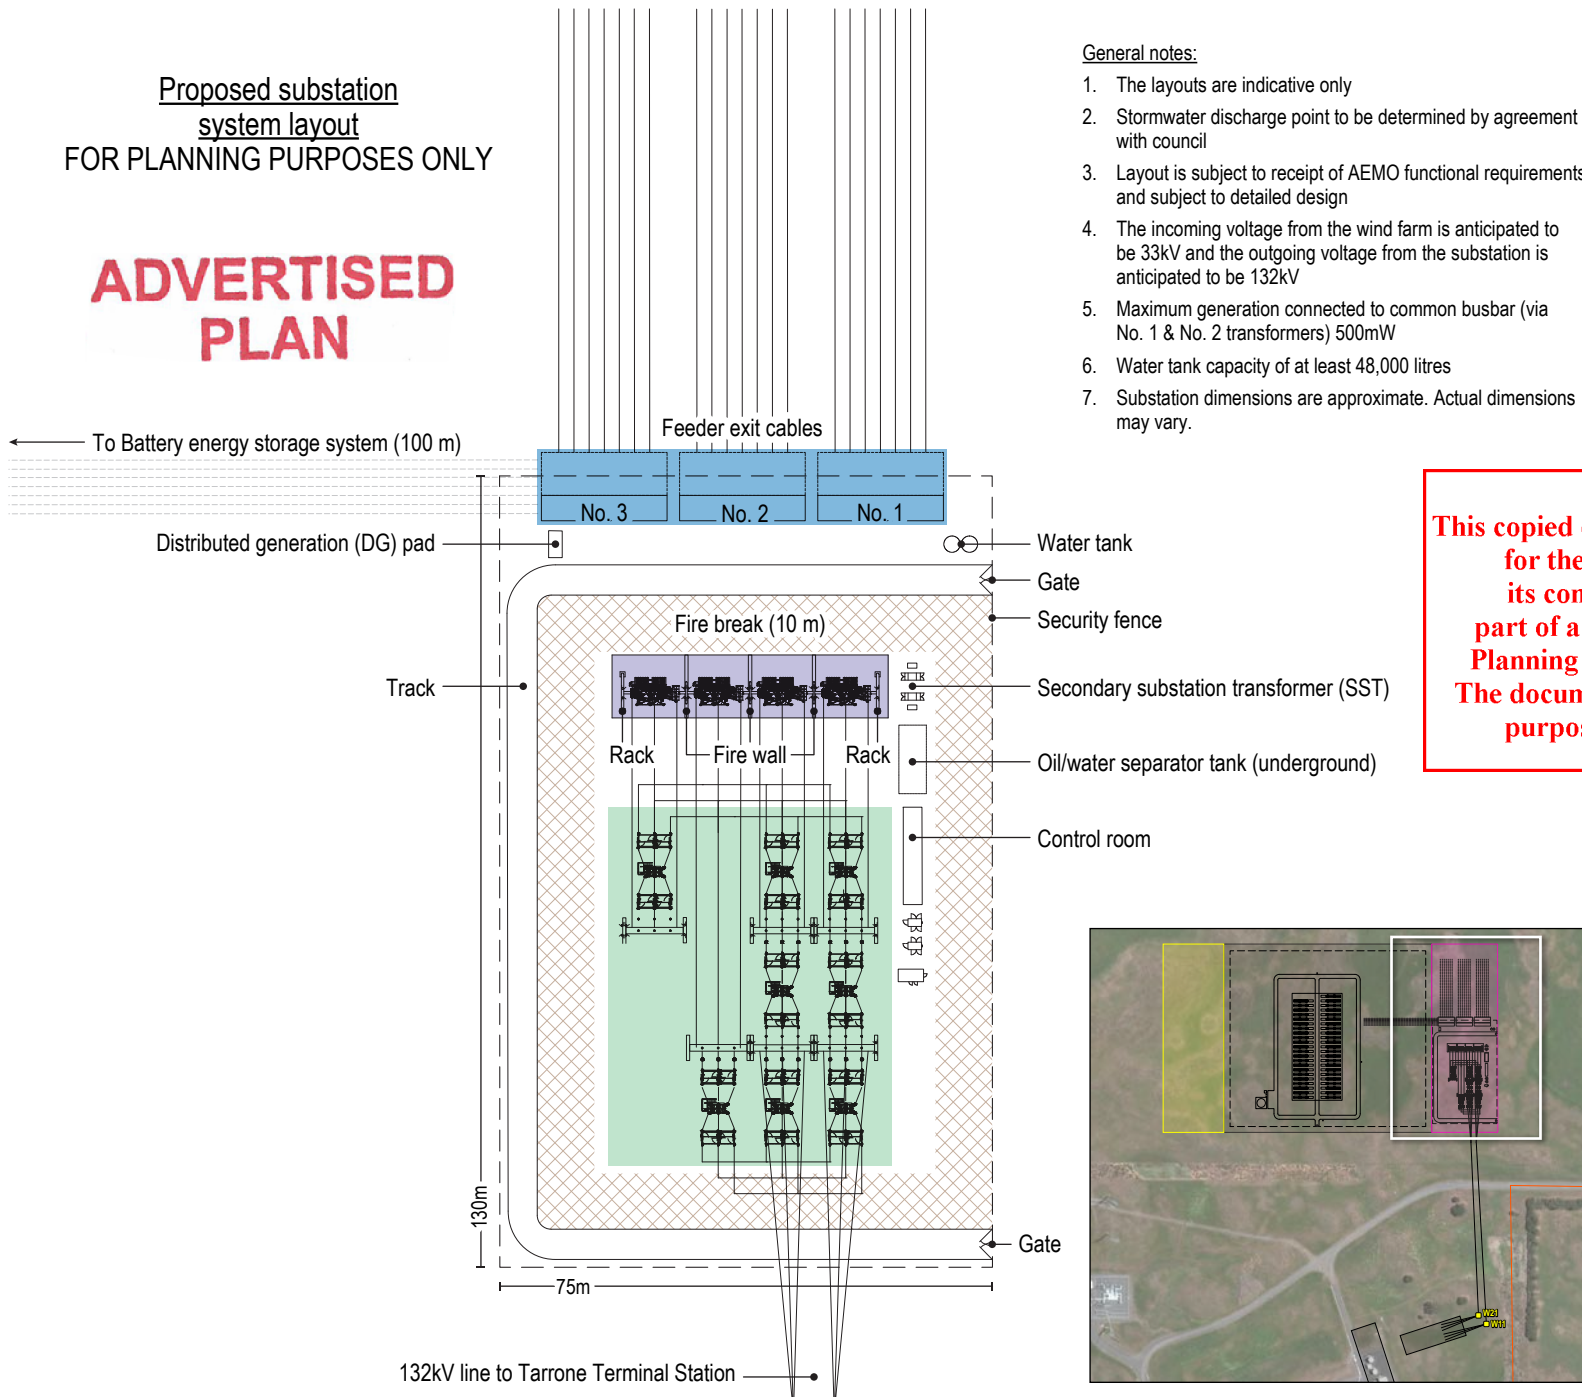 Proposed substation
system layout
FOR PLANNING PURPOSES ONLY
ADVERTISED
PLAN
General notes:
1. The layouts are indicative only
2. Stormwater discharge point to be determined by agreement
with council
3. Layout is subject to receipt of AEMO functional requirements
and subject to detailed design
4. The incoming voltage from the wind farm is anticipated to
be 33kV and the outgoing voltage from the substation is
anticipated to be 132kV
5. Maximum generation connected to common busbar (via
No. 1 & No. 2 transformers) 500mW
6. Water tank capacity of at least 48,000 litres
7. Substation dimensions are approximate. Actual dimensions
may vary.
This copied
for the
its con
part of a
Planning
The docum
purpos
Feeder exit cables
To Battery energy storage system (100 m)
No. 3
No. 2
No. 1
Distributed generation (DG) pad
Water tank
Gate
Security fence
Fire break (10 m)
Track
Secondary substation transformer (SST)
Rack
Fire wall
Rack
Oil/water separator tank (underground)
Control room
130m
Gate
75m
132kV line to Tarrone Terminal Station
W21
W11